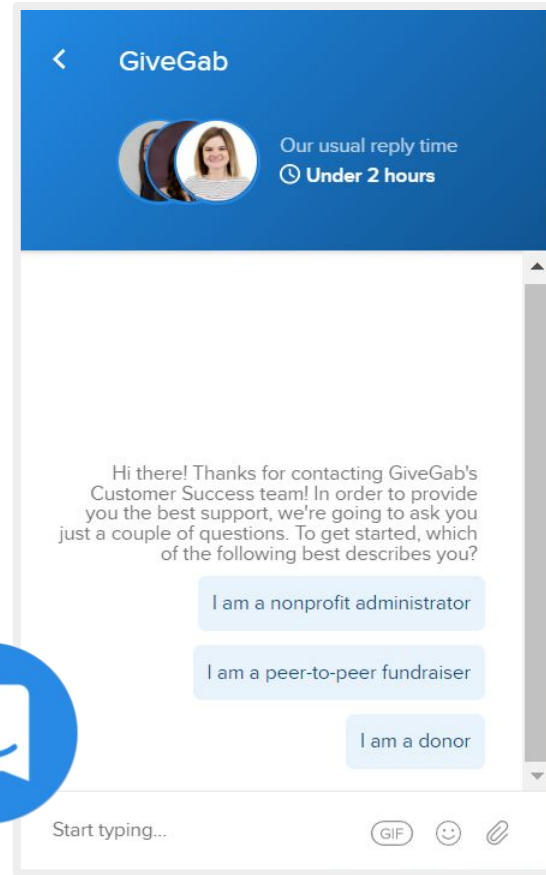 GiveGab
Our usual reply time
Under 2 hours
Hi there! Thanks for contacting GiveGab's
Customer Success team! In order to provide
you the best support, we're going to ask you
just a couple of questions. To get started, which
of the following best describes you?
I am a nonprofit administrator
I am a peer-to-peer fundraiser
I am a donor
Start typing...
GIF